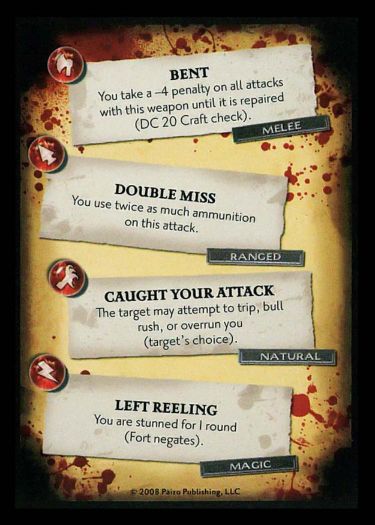 BENT
You take a –4 penalty on all attacks
with this weapon until it is repaired
(DC 20 Craft check).
MELEE
DOUBLE MISS
You use twice as much ammunition
on this attack.
RANGED
CAUGHT YOUR ATTACK
The target may attempt to trip, bull
rush, or overrun you
(target's choice).
NATURAL
LEFT REELING
You are stunned for 1 round
(Fort negates).
MAGIC
© 2008 Paizo Publishing, LLC